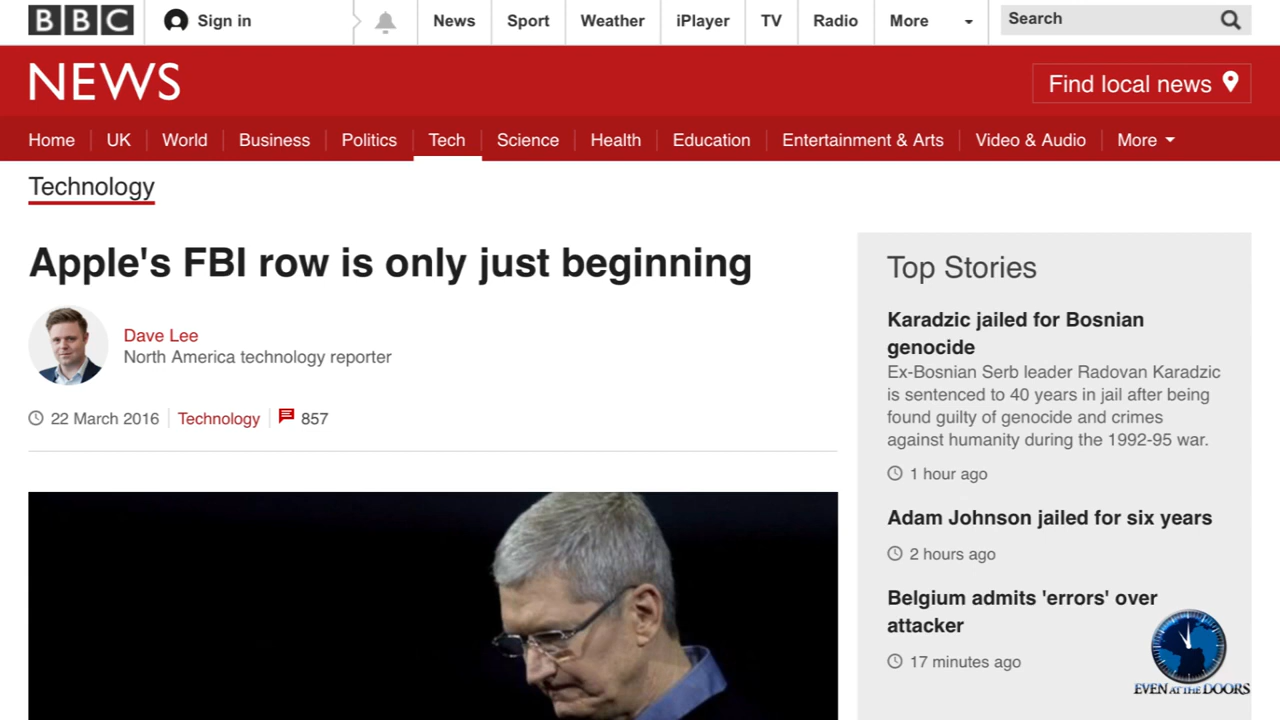 BBC Sign in News Sport Weather iPlayer TV Radio More Search
NEWS Find local news
Home UK World Business Politics Tech Science Health Education Entertainment & Arts Video & Audio More
Technology
Apple's FBI row is only just beginning
Dave Lee
North America technology reporter
22 March 2016 Technology 857
Top Stories
Karadzic jailed for Bosnian
genocide
Ex-Bosnian Serb leader Radovan Karadzic
is sentenced to 40 years in jail after being
found guilty of genocide and crimes
against humanity during the 1992-95 war.
1 hour ago
Adam Johnson jailed for six years
2 hours ago
Belgium admits 'errors' over
attacker
17 minutes ago
EVEN AT THE DOORS